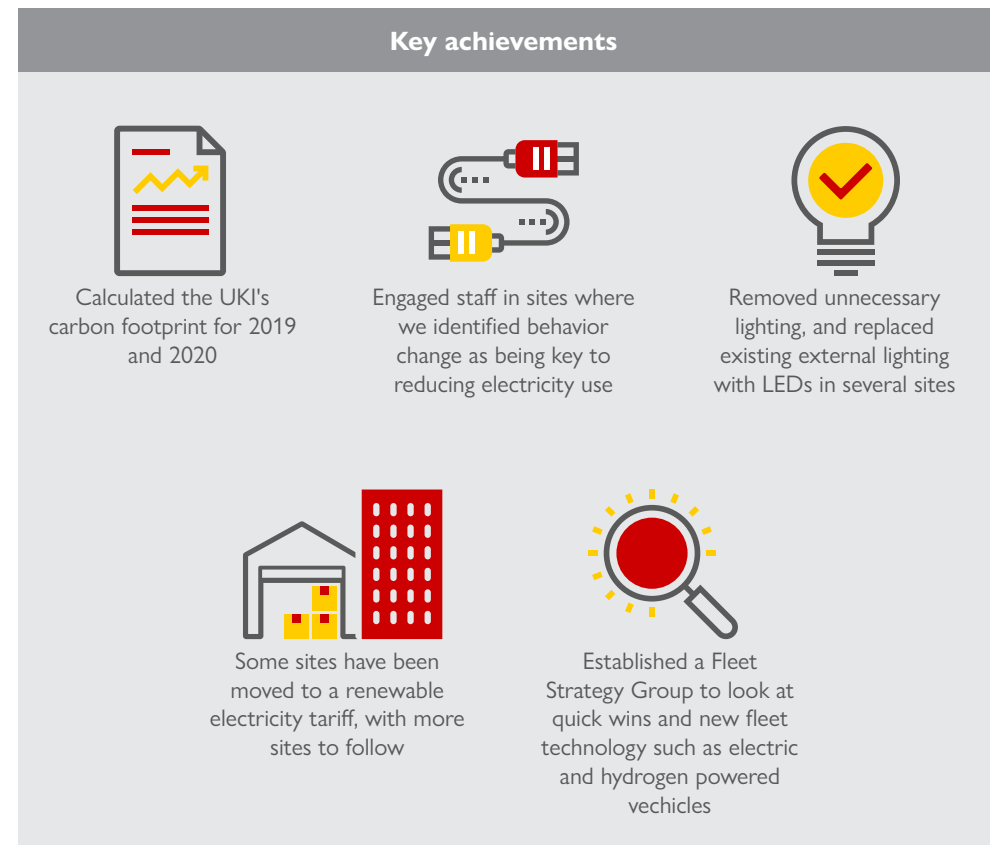 Key achievements
Calculated the UKI's
carbon footprint for 2019
and 2020
Engaged staff in sites where
we identified behavior
change as being key to
reducing electricity use
Removed unnecessary
lighting, and replaced
existing external lighting
with LEDs in several sites
Some sites have been
moved to a renewable
electricity tariff, with more
sites to follow
Established a Fleet
Strategy Group to look at
quick wins and new fleet
technology such as electric
and hydrogen powered
vechicles